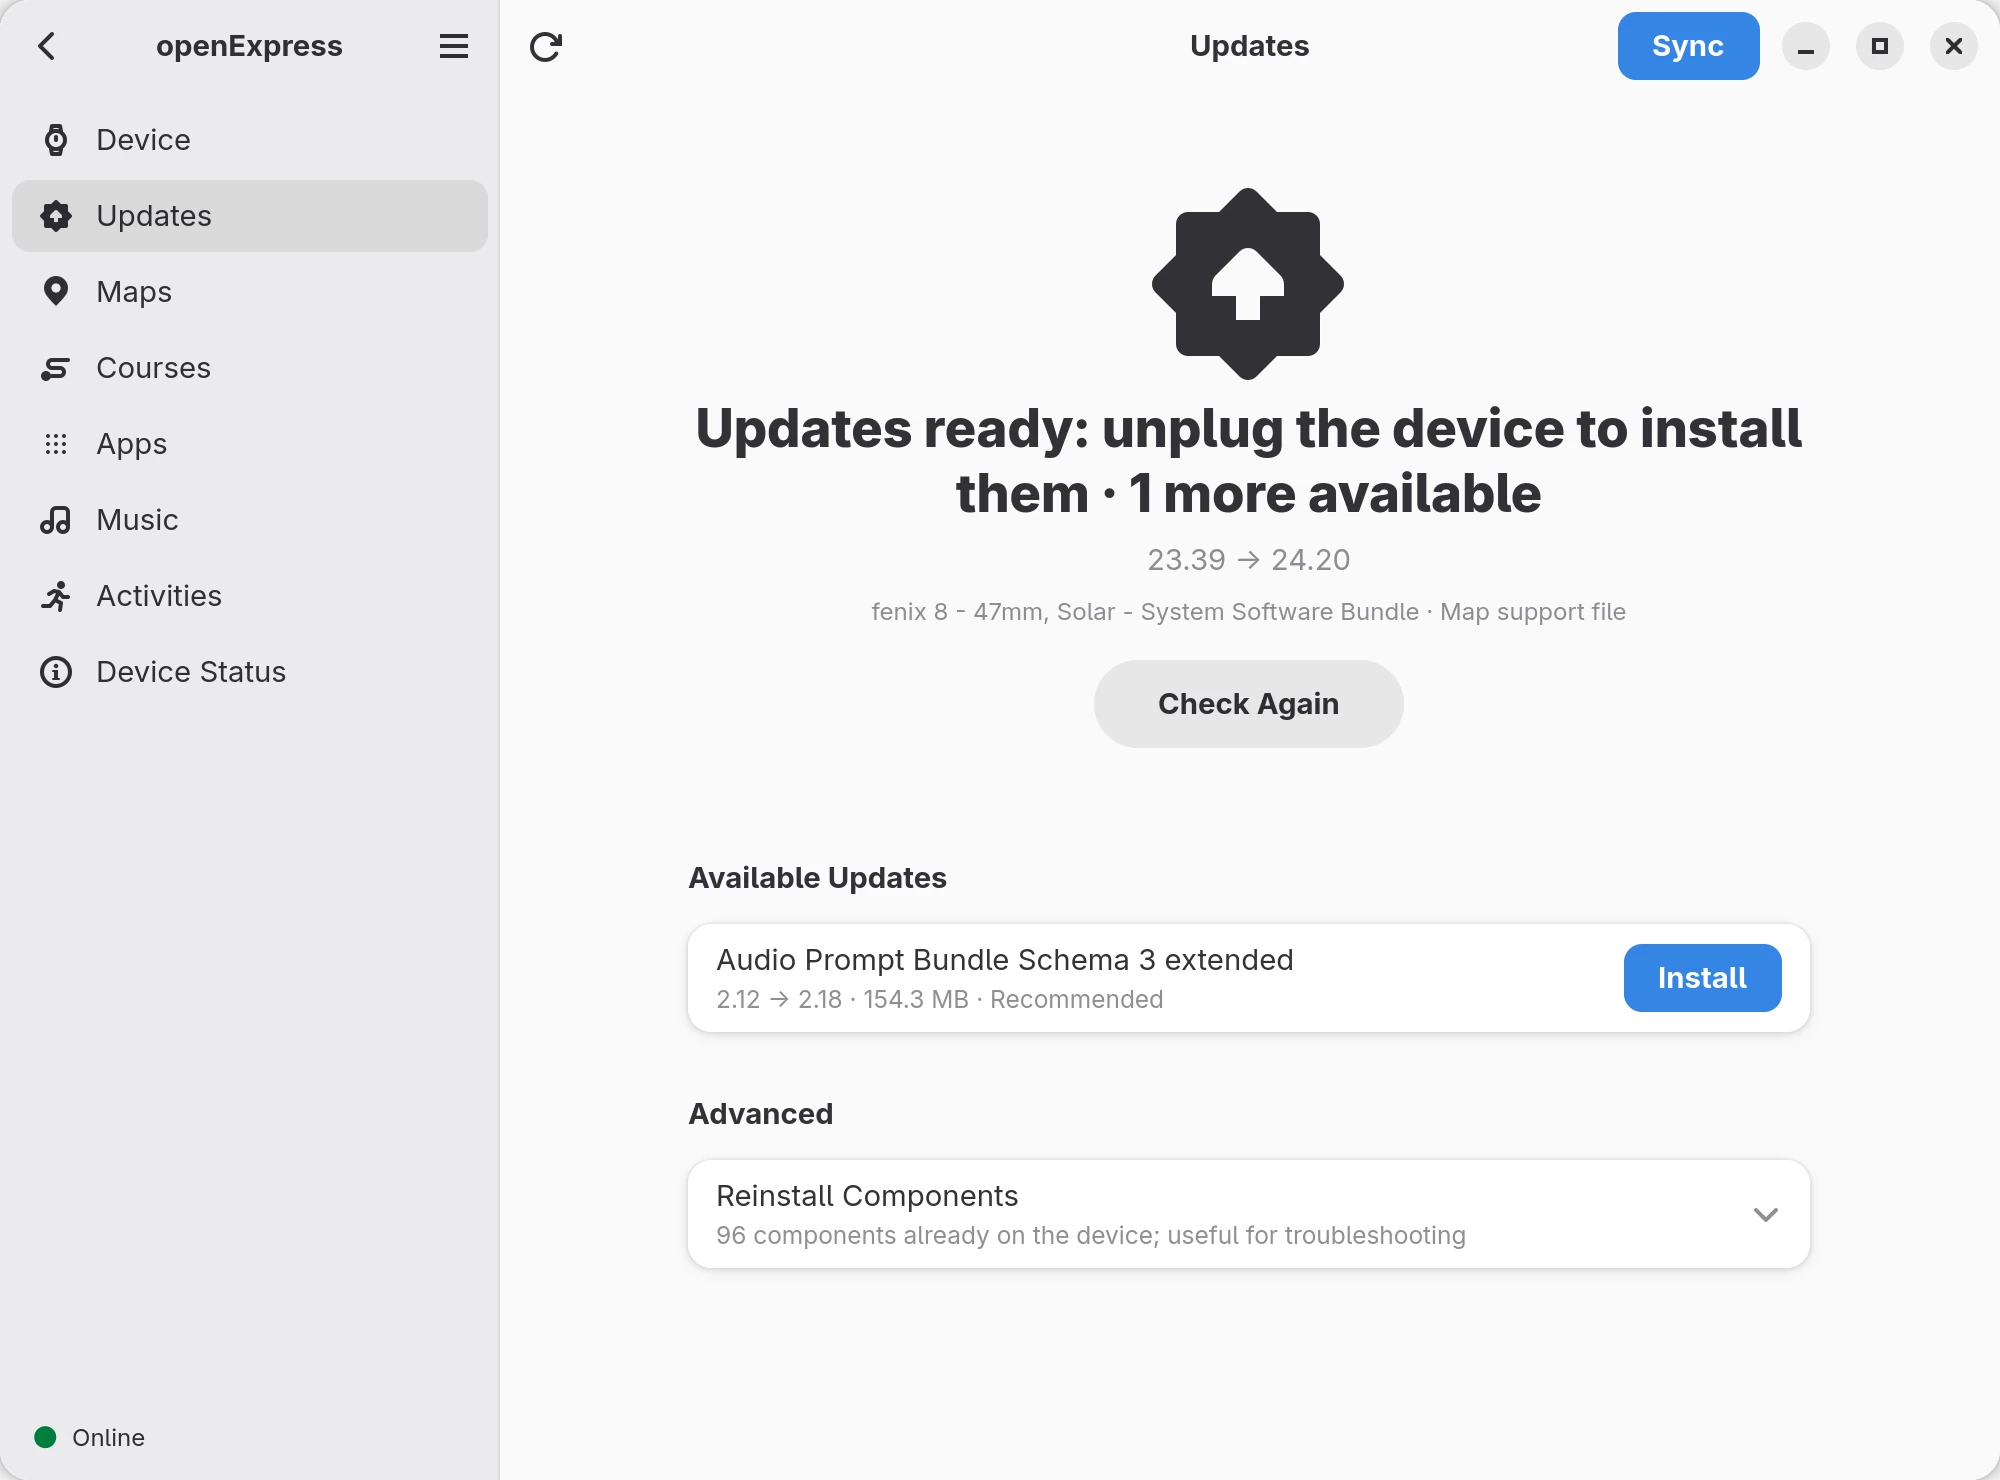 openExpress
Updates
Sync
Device
Updates
Maps
Courses
Apps
Music
Activities
Device Status
Online
Updates ready: unplug the device to install
them · 1 more available
23.39 → 24.20
fenix 8 - 47mm, Solar - System Software Bundle · Map support file
Check Again
Available Updates
Audio Prompt Bundle Schema 3 extended
2.12 → 2.18 · 154.3 MB · Recommended
Install
Advanced
Reinstall Components
96 components already on the device; useful for troubleshooting